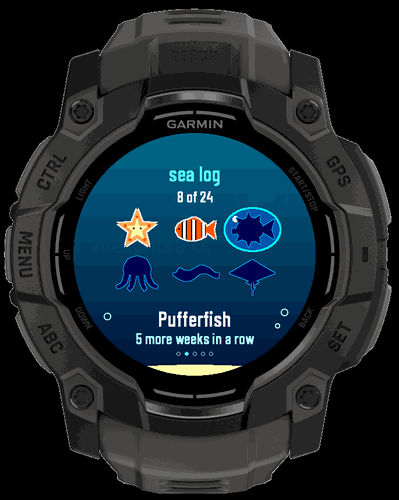 GARMIN
CTRL
LIGHT
GPS
START/STOP
MENU
UP
ABC
DOWN
SET
BACK
sea log
8 of 24
Pufferfish
5 more weeks in a row